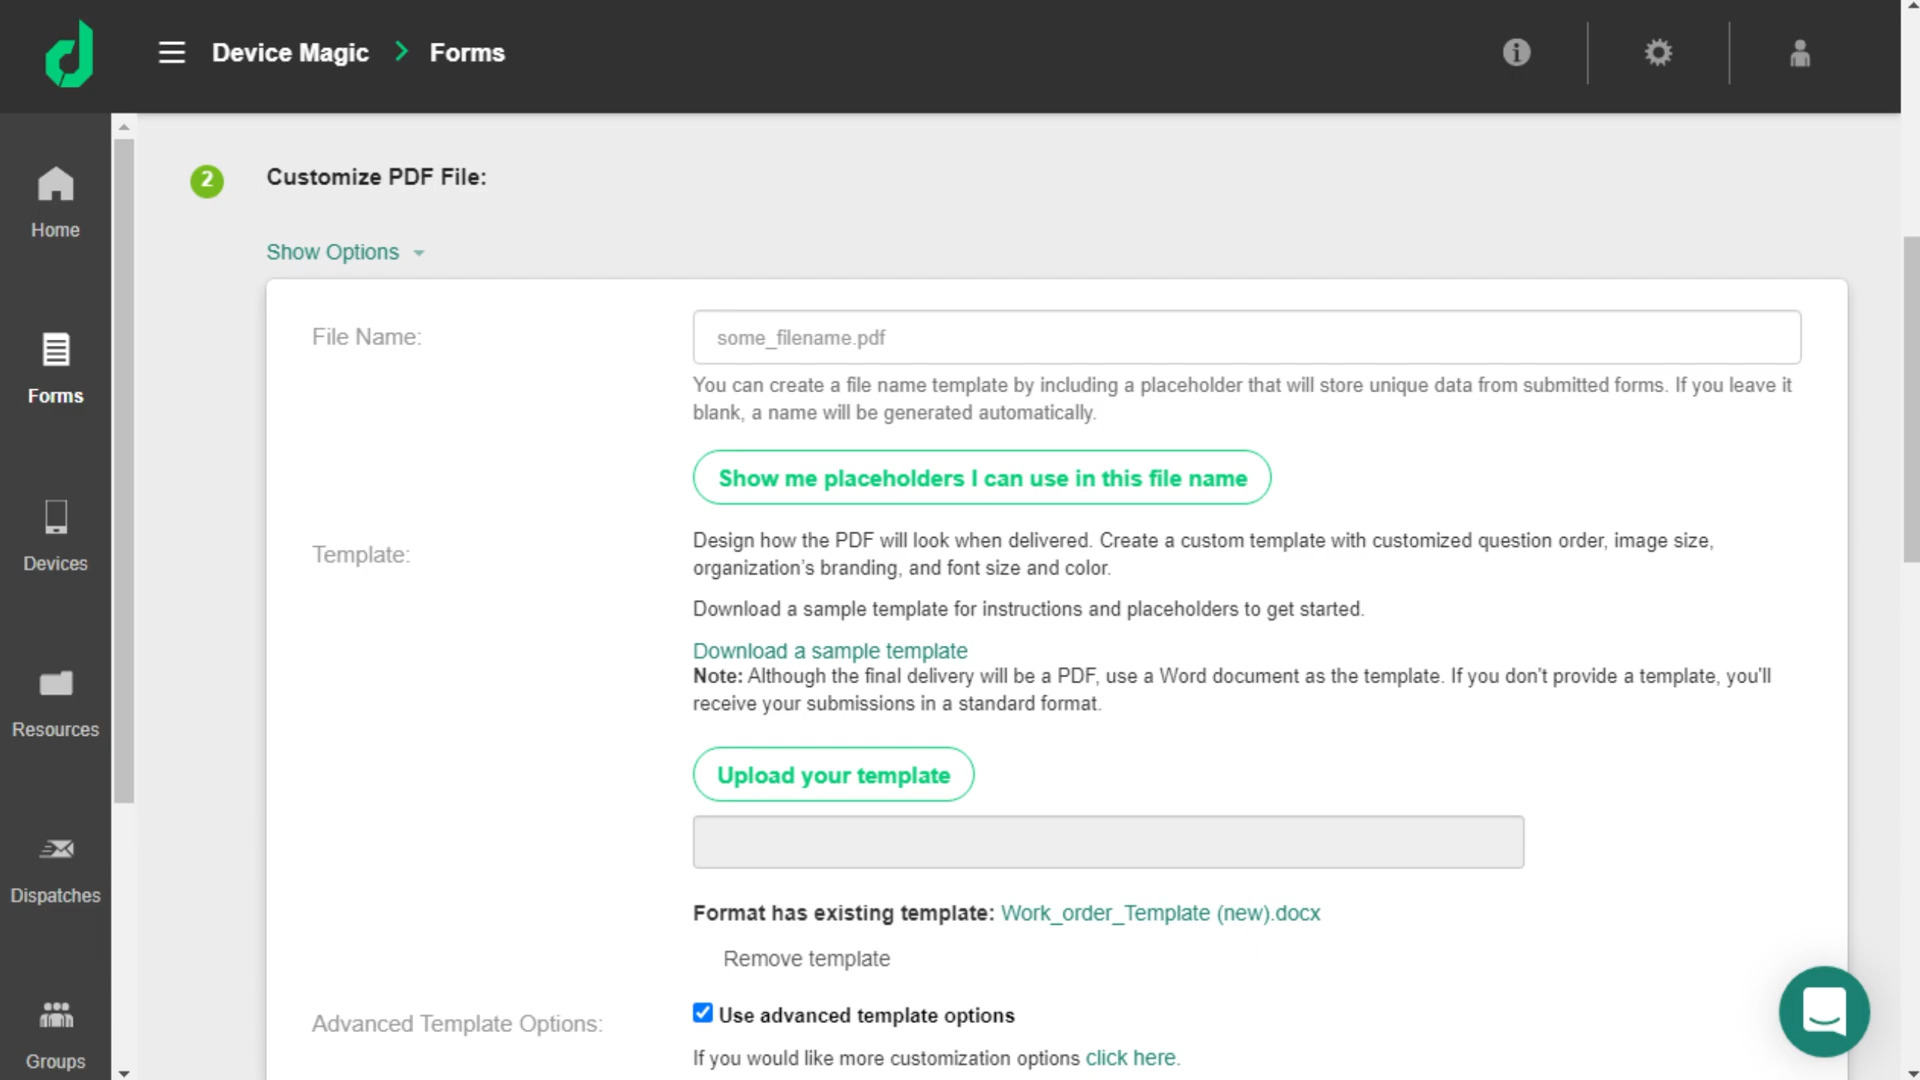 Device Magic > Forms
Home
Forms
Devices
Resources
Dispatches
Groups
2
Customize PDF File:
Show Options
File Name:
some_filename.pdf
You can create a file name template by including a placeholder that will store unique data from submitted forms. If you leave it
blank, a name will be generated automatically.
Show me placeholders I can use in this file name
Template:
Design how the PDF will look when delivered. Create a custom template with customized question order, image size,
organization's branding, and font size and color.
Download a sample template for instructions and placeholders to get started.
Download a sample template
Note: Although the final delivery will be a PDF, use a Word document as the template. If you don't provide a template, you'll
receive your submissions in a standard format.
Upload your template
Format has existing template: Work_order_Template (new).docx
Remove template
Advanced Template Options:
Use advanced template options
If you would like more customization options click here.